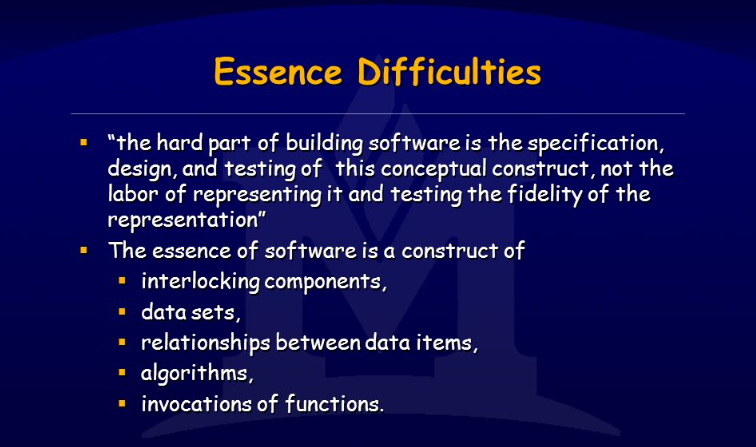 Essence Difficulties
“the hard part of building software is the specification,
design, and testing of this conceptual construct, not the
labor of representing it and testing the fidelity of the
representation”
The essence of software is a construct of
interlocking components,
data sets,
relationships between data items,
algorithms,
invocations of functions.